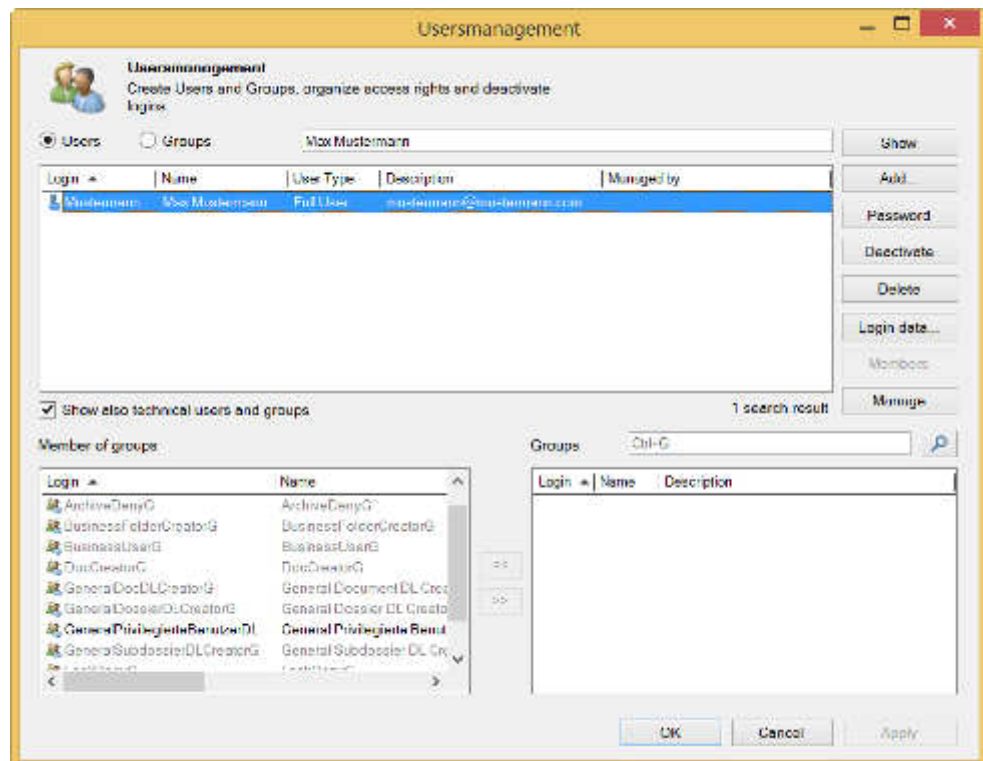 Usersmanagement
Usersmanagement
Create Users and Groups, organize access rights and deactivate
logins
Users Groups Max Mustermann Show
Login Name User Type Description Managed by Add...
Mustermann Max Mustermann Full User mustermann@mustermann.com
Password
Deactivate
Delete
Login data...
Members
Show also technical users and groups 1 search result Manage
Member of groups Groups Ctrl+G
Login Name Login Name Description
ArchiveDenyG ArchiveDenyG
BusinessFolderCreatorG BusinessFolderCreatorG
BusinessUserG BusinessUserG
DocCreatorG DocCreatorG <<
GeneralDocDLCreatorG General Document DL Crea
GeneralDossierDLCreatorG General Dossier DL Creato >>
GeneralPrivilegierteBenutzerDL General Privilegierte Benut
GeneralSubdossierDLCreatorG General Subdossier DL Cre
OK Cancel Apply